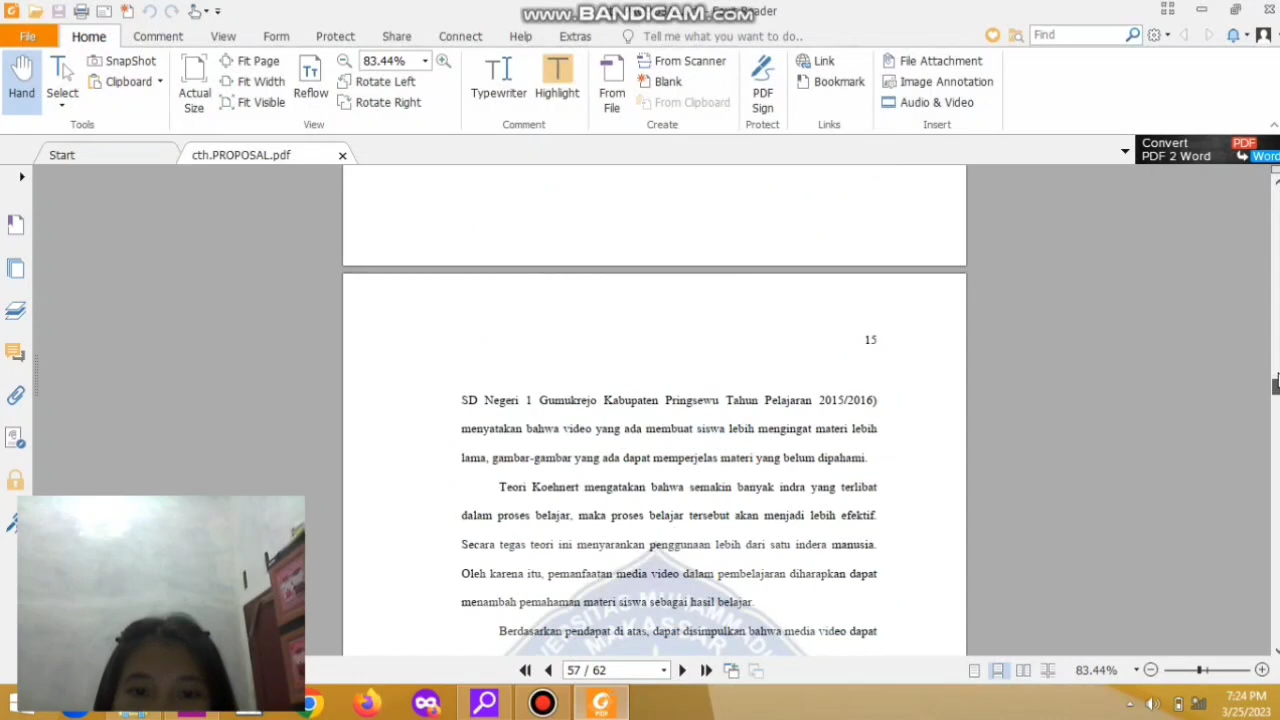 www.BANDICAM.com
Reader
File Home Comment View Form Protect Share Connect Help Extras Tell me what you want to do.. Find
Hand
Select
SnapShot
Clipboard
Tools
Actual Size
Fit Page
Fit Width
Fit Visible
Reflow
83.44%
Rotate Left
Rotate Right
View
Typewriter
Highlight
Comment
From File
From Scanner
Blank
From Clipboard
Create
PDF Sign
Protect
Link
Bookmark
Links
File Attachment
Image Annotation
Audio & Video
Insert
Start
cth.PROPOSAL.pdf
Convert PDF
PDF 2 Word Word
15
SD Negeri 1 Gumukrejo Kabupaten Pringsewu Tahun Pelajaran 2015/2016)
menyatakan bahwa video yang ada membuat siswa lebih mengingat materi lebih
lama, gambar-gambar yang ada dapat memperjelas materi yang belum dipahami.
Teori Koehnert mengatakan bahwa semakin banyak indra yang terlibat
dalam proses belajar, maka proses belajar tersebut akan menjadi lebih efektif.
Secara tegas teori ini menyarankan penggunaan lebih dari satu indera manusia.
Oleh karena itu, pemanfaatan media video dalam pembelajaran diharapkan dapat
menambah pemahaman materi siswa sebagai hasil belajar.
Berdasarkan pendapat di atas, dapat disimpulkan bahwa media video dapat
MUHAMMADI
MAKASSAR
57 / 62
83.44%
7:24 PM
3/25/2023
PDF